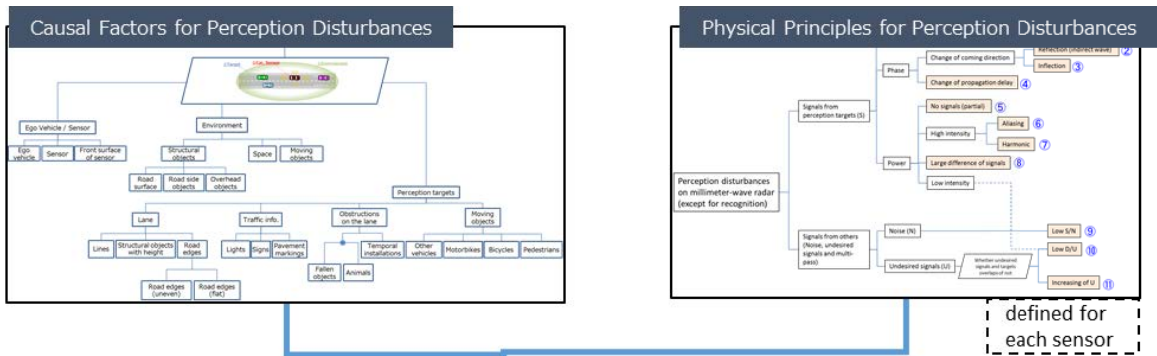 Causal Factors for Perception Disturbances
Ego Vehicle / Sensor
Ego
vehicle
Sensor
Front surface
of sensor
Environment
Structural
objects
Space
Moving
objects
Road
surface
Road side
objects
Overhead
objects
Perception targets
Lane
Traffic info.
Obstructions
on the lane
Moving
objects
Lines
Structural objects
with height
Road
edges
Lights
Signs
Pavement
markings
Temporal
installations
Other
vehicles
Motorbikes
Bicycles
Pedestrians
Fallen
objects
Animals
Road edges
(uneven)
Road edges
(flat)
Physical Principles for Perception Disturbances
Reflection (indirect wave)
②
Phase
Change of coming direction
Inflection
③
Change of propagation delay
④
Signals from
perception targets (S)
No signals (partial)
⑤
Aliasing
⑥
High intensity
Harmonic
⑦
Power
Large difference of signals
⑧
Low intensity
Perception disturbances
on millimeter-wave radar
(except for recognition)
Signals from others
(Noise, undesired
signals and multi-
pass)
Noise (N)
Low S/N
⑨
Low D/U
⑩
Undesired signals (U)
Whether undesired
signals and targets
overlaps of out
Increasing of U
⑪
defined for
each sensor